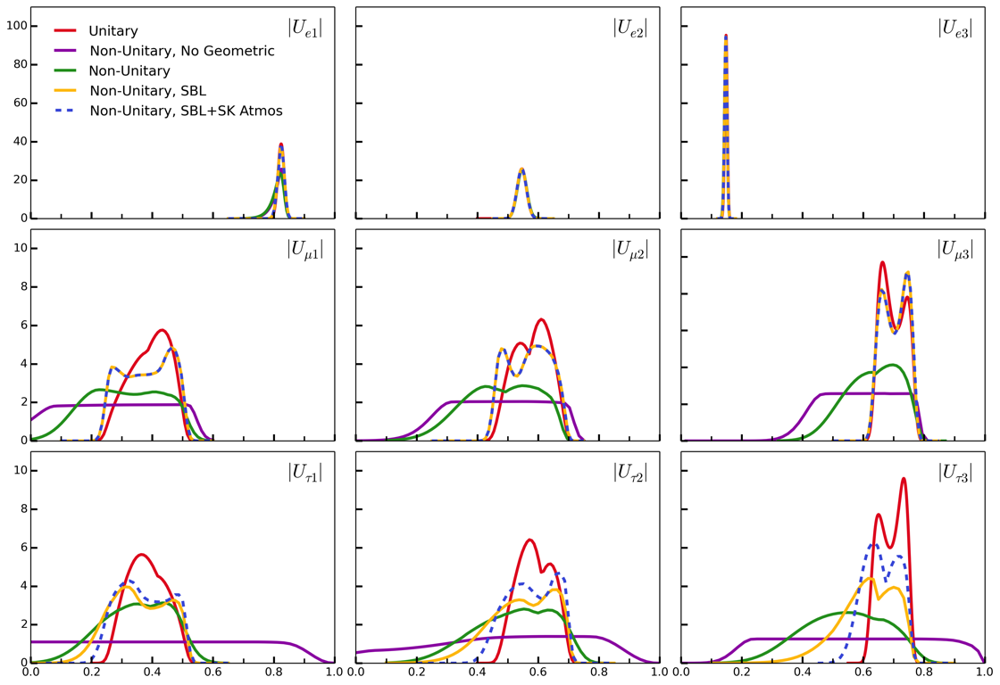 100
80
60
40
20
0
Unitary
Non-Unitary, No Geometric
Non-Unitary
Non-Unitary, SBL
Non-Unitary, SBL+SK Atmos
|U_{e1}|
|U_{e2}|
|U_{e3}|
10
8
6
4
2
0
|U_{μ1}|
|U_{μ2}|
|U_{μ3}|
10
8
6
4
2
0
|U_{τ1}|
|U_{τ2}|
|U_{τ3}|
0.0 0.2 0.4 0.6 0.8 1.0 0.0 0.2 0.4 0.6 0.8 1.0 0.0 0.2 0.4 0.6 0.8 1.0